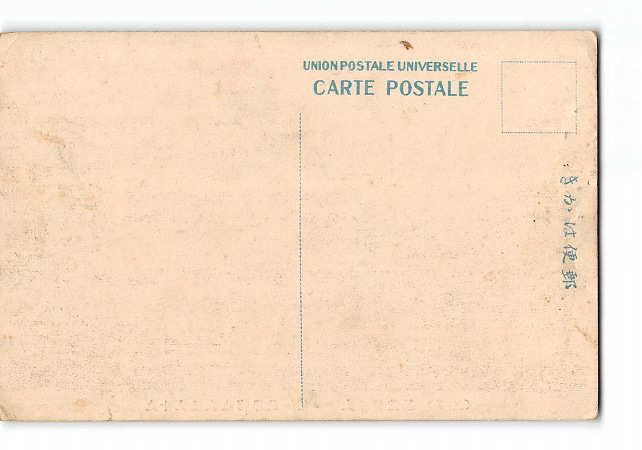 UNION POSTALE UNIVERSELLE
CARTE POSTALE
郵便はがき